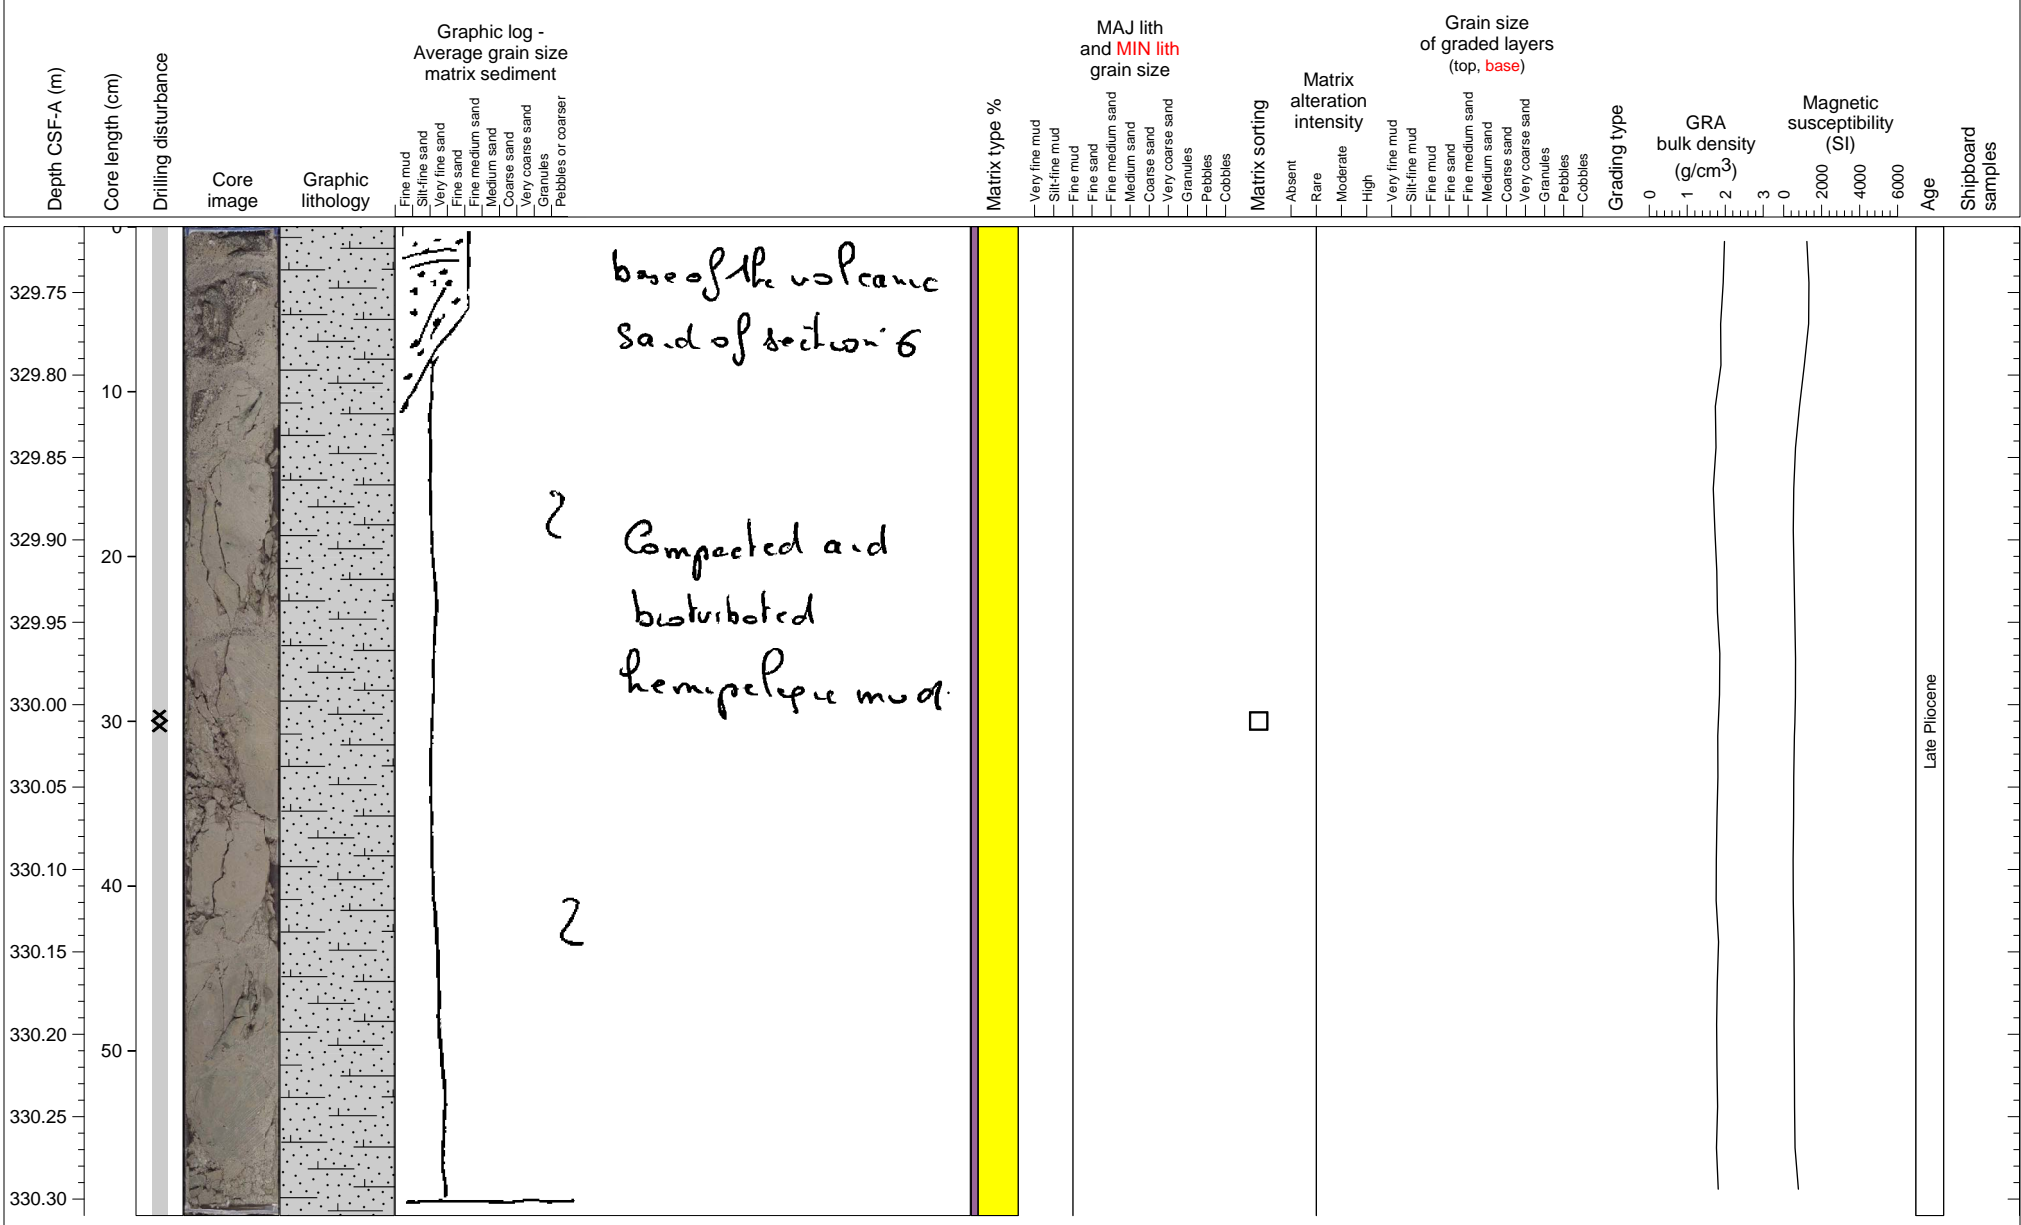 Depth CSF-A (m)
Core length (cm)
Drilling disturbance
Core
image
Graphic
lithology
Graphic log -
Average grain size
matrix sediment
Fine mud
Silt-fine sand
Very fine sand
Fine sand
Fine medium sand
Medium sand
Coarse sand
Very coarse sand
Granules
Pebbles or coarser
Matrix type %
MAJ lith
and MIN lith
grain size
Very fine mud
Silt-fine mud
Fine mud
Fine sand
Fine medium sand
Medium sand
Coarse sand
Very coarse sand
Granules
Pebbles
Cobbles
Matrix sorting
Matrix
alteration
intensity
Absent
Rare
Moderate
High
Grain size
of graded layers
(top, base)
Very fine mud
Silt-fine mud
Fine mud
Fine sand
Fine medium sand
Medium sand
Coarse sand
Very coarse sand
Granules
Pebbles
Cobbles
Grading type
GRA
bulk density
(g/cm3)
0 1 2 3
Magnetic
susceptibility
(SI)
0 2000 4000 6000
Age
Shipboard
samples
329.75
329.80
329.85
329.90
329.95
330.00
330.05
330.10
330.15
330.20
330.25
330.30
0
10
20
30
40
50
base of the volcanic
sand of section 6
Compacted and
bioturbated
hemipelagic mud.
Late Pliocene